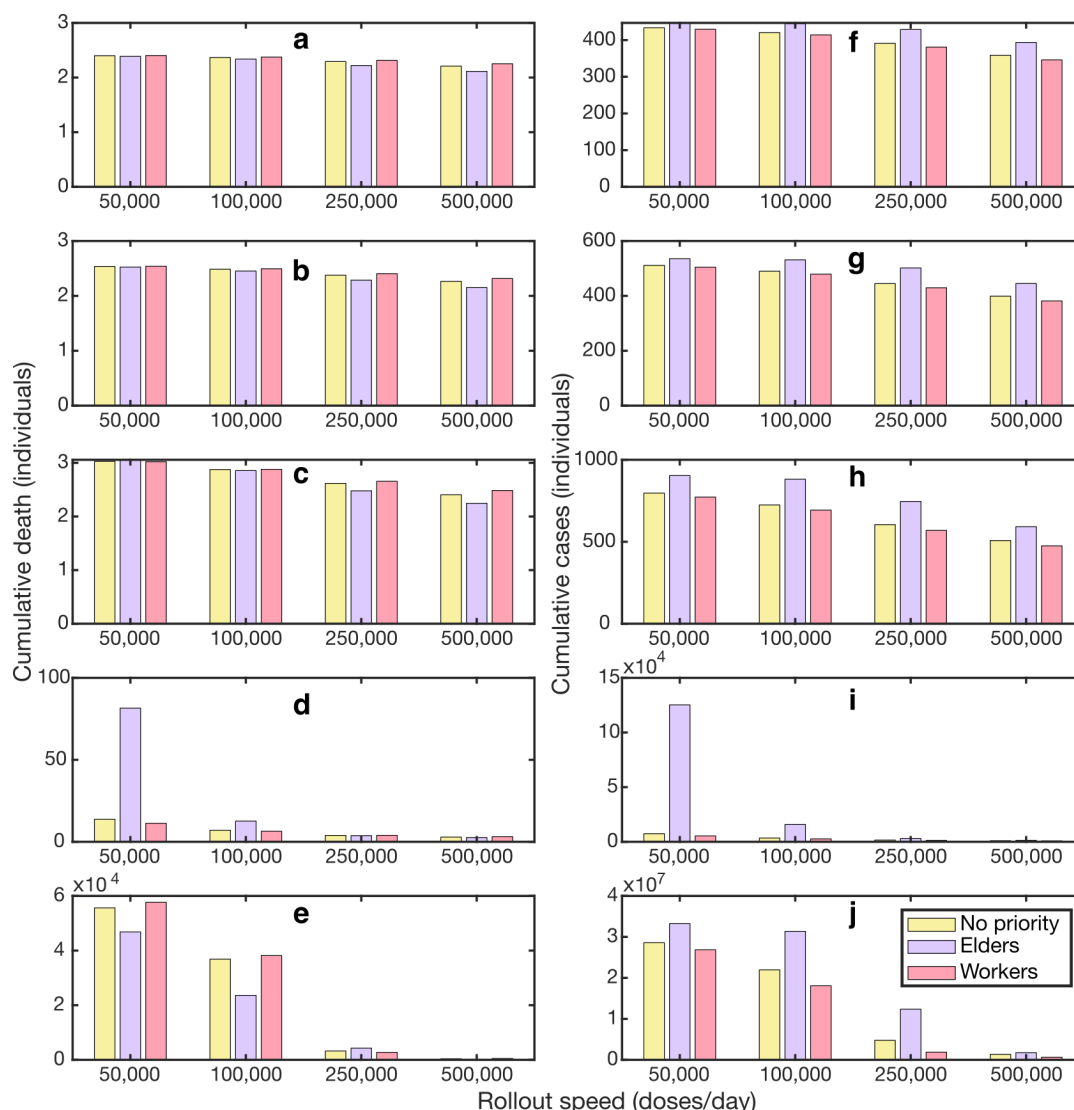 a
3
2
1
0
50,000 100,000 250,000 500,000
f
400
300
200
100
0
50,000 100,000 250,000 500,000
b
3
2
1
0
50,000 100,000 250,000 500,000
g
600
400
200
0
50,000 100,000 250,000 500,000
Cumulative death (individuals)
Cumulative cases (individuals)
c
3
2
1
0
50,000 100,000 250,000 500,000
h
1000
500
0
50,000 100,000 250,000 500,000
d
100
50
0
50,000 100,000 250,000 500,000
i
×10⁴
15
10
5
0
50,000 100,000 250,000 500,000
e
×10⁴
6
4
2
0
50,000 100,000 250,000 500,000
j
×10⁷
4
3
2
1
0
50,000 100,000 250,000 500,000
No priority
Elders
Workers
Rollout speed (doses/day)